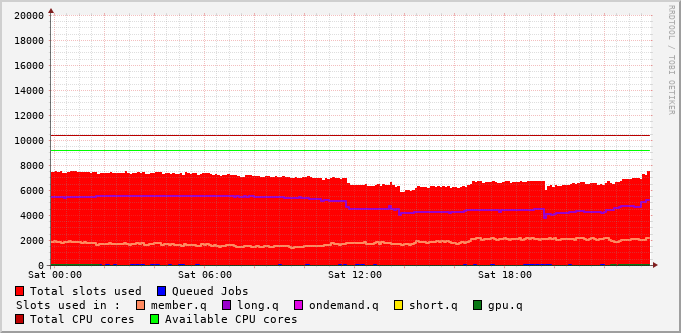 RRDTOOL / TOBI OETIKER
20000
18000
16000
14000
12000
10000
8000
6000
4000
2000
0
Sat 00:00 Sat 06:00 Sat 12:00 Sat 18:00
Total slots used Queued Jobs
Slots used in : member.q long.q ondemand.q short.q gpu.q
Total CPU cores Available CPU cores